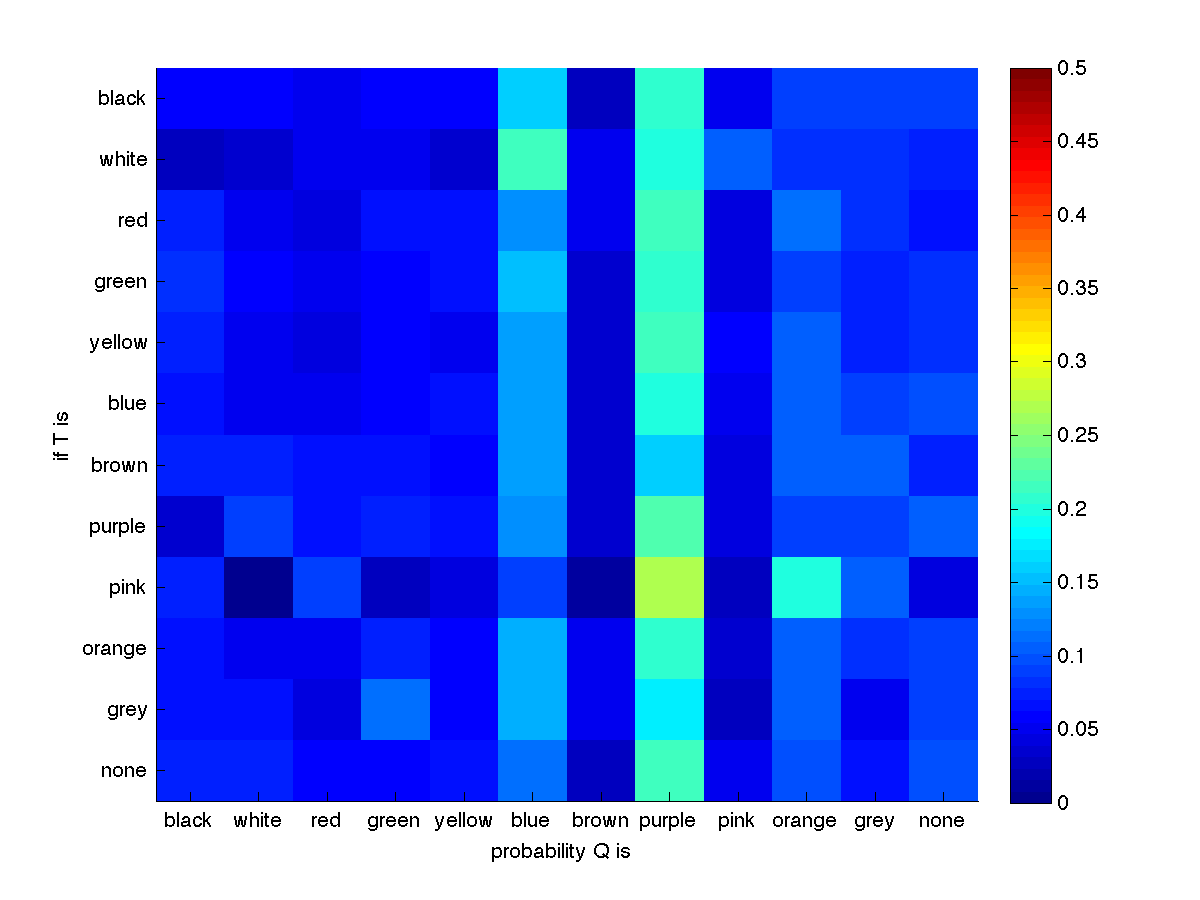 0.5
black
0.45
white
0.4
red
0.35
green
0.3
yellow
0.25
if T is
blue
brown
0.2
purple
0.15
pink
0.1
orange
0.05
grey
none
0
black white red green yellow blue brown purple pink orange grey none
probability Q is